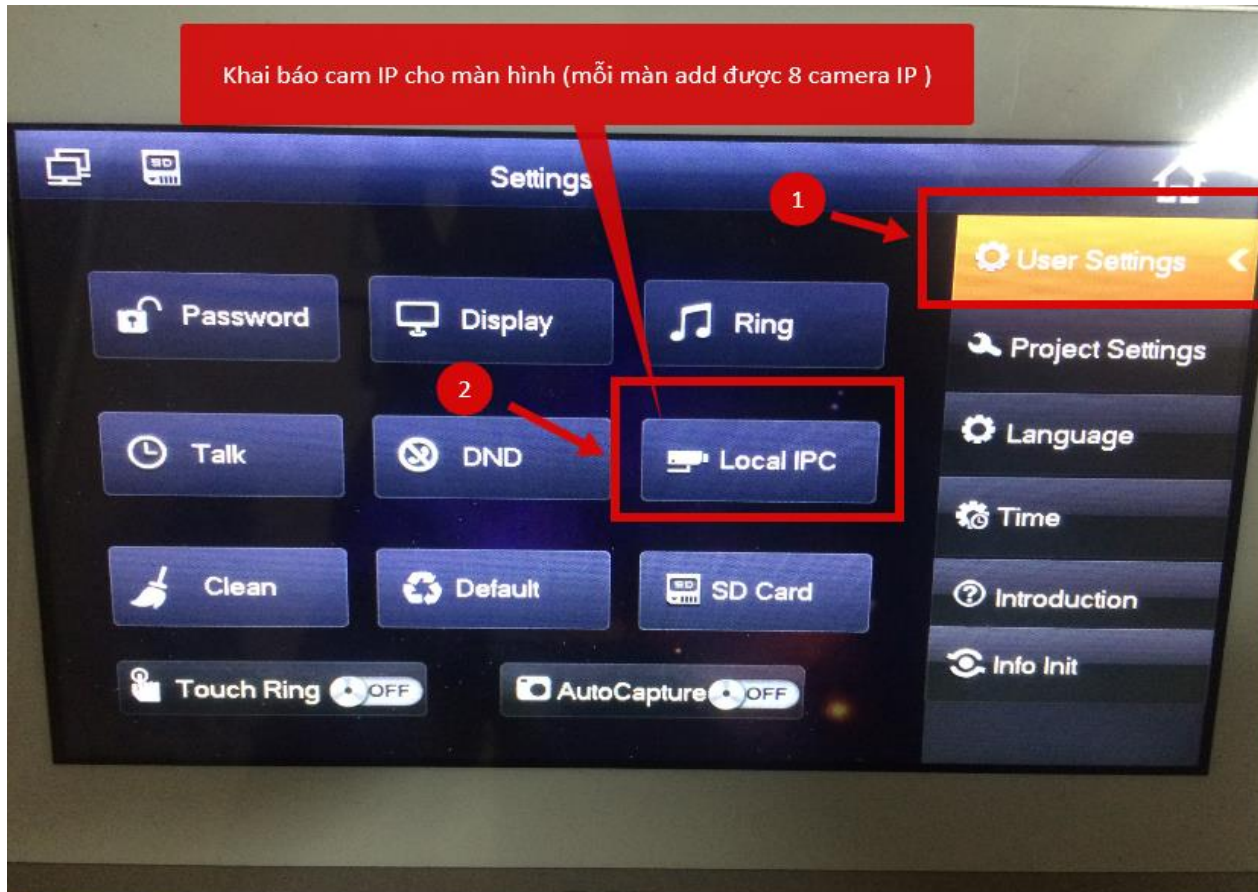 Khai báo cam IP cho màn hình (mỗi màn add được 8 camera IP )
SD
Settings
1
User Settings
Password
Display
Ring
Project Settings
2
Talk
DND
Local IPC
Language
Time
Clean
Default
SD
SD Card
Introduction
Info Init
Touch Ring OFF
AutoCapture OFF